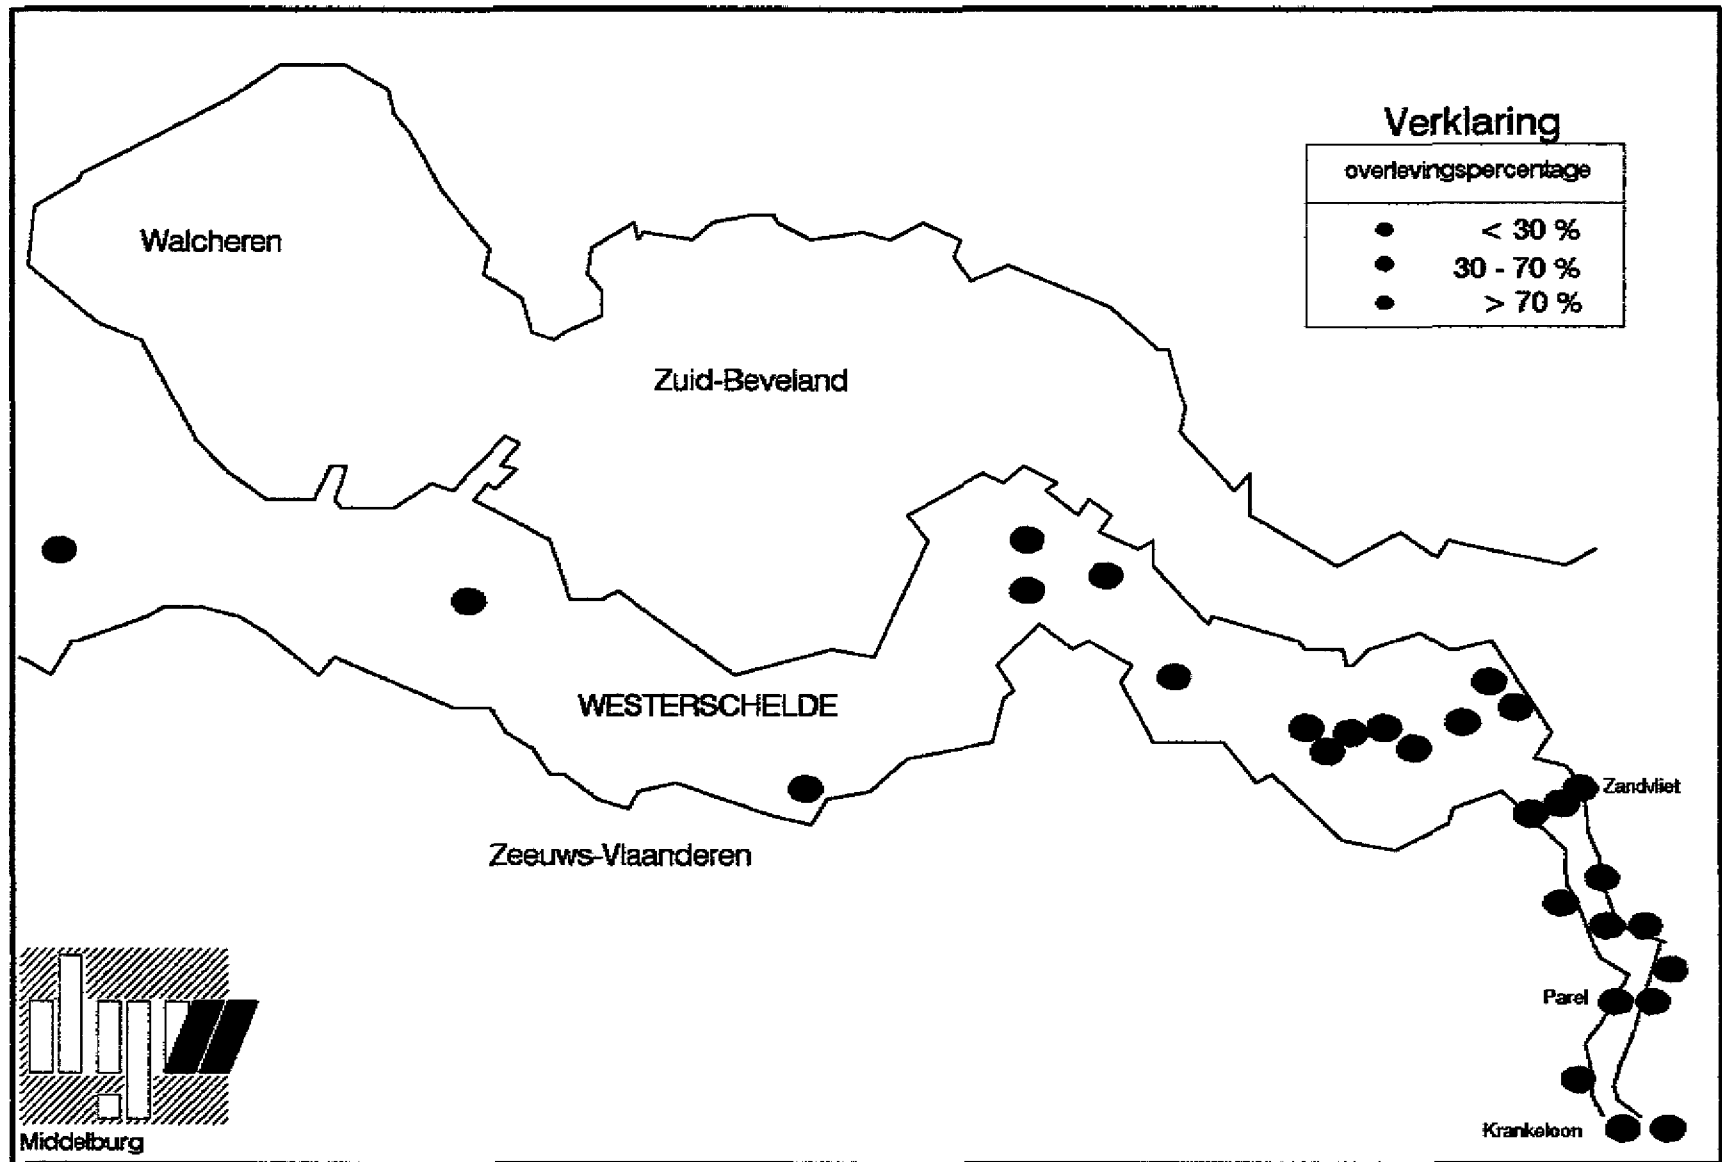 Verklaring
overlevingspercentage
< 30 %
30 - 70 %
> 70 %
Walcheren
Zuid-Beveland
WESTERSCHELDE
Zandvliet
Zeeuws-Vlaanderen
Parel
Krankeloon
Middelburg